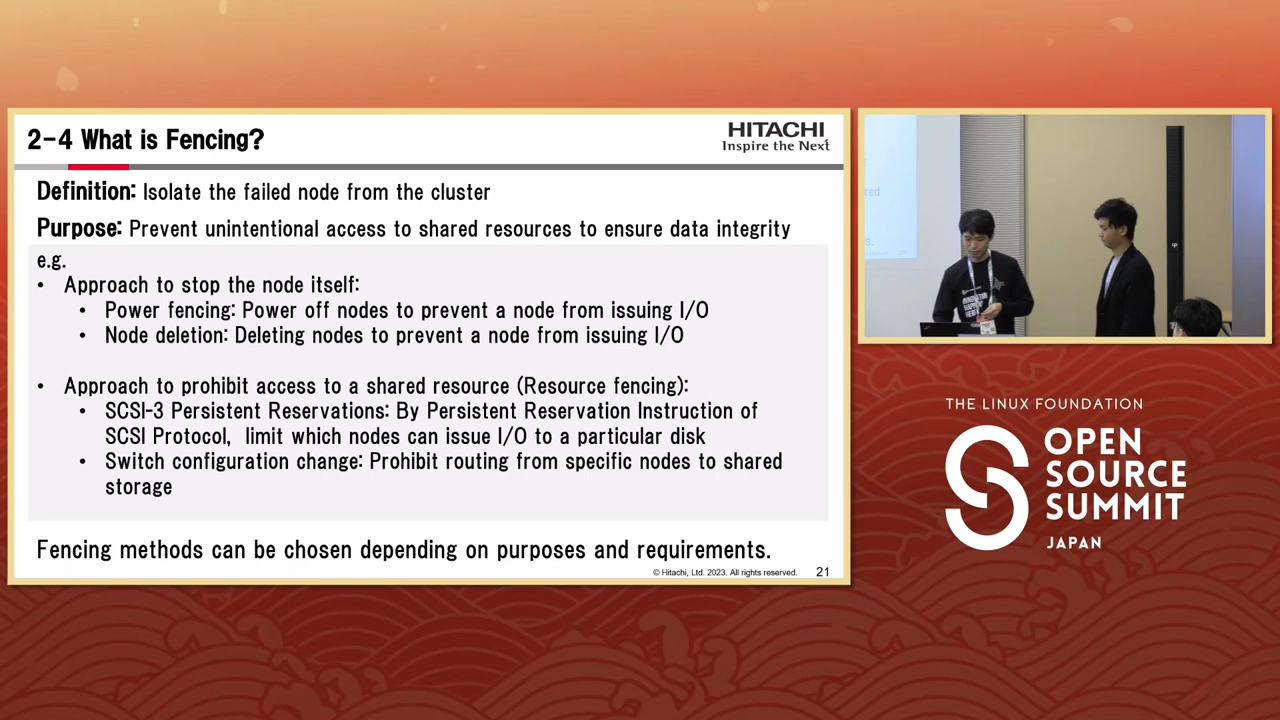 2-4 What is Fencing?
HITACHI
Inspire the Next
Definition: Isolate the failed node from the cluster
Purpose: Prevent unintentional access to shared resources to ensure data integrity
e.g.
• Approach to stop the node itself:
• Power fencing: Power off nodes to prevent a node from issuing I/O
• Node deletion: Deleting nodes to prevent a node from issuing I/O
• Approach to prohibit access to a shared resource (Resource fencing):
• SCSI-3 Persistent Reservations: By Persistent Reservation Instruction of
SCSI Protocol, limit which nodes can issue I/O to a particular disk
• Switch configuration change: Prohibit routing from specific nodes to shared
storage
Fencing methods can be chosen depending on purposes and requirements.
© Hitachi, Ltd. 2023. All rights reserved. 21
THE LINUX FOUNDATION
OPEN
SOURCE
SUMMIT
JAPAN